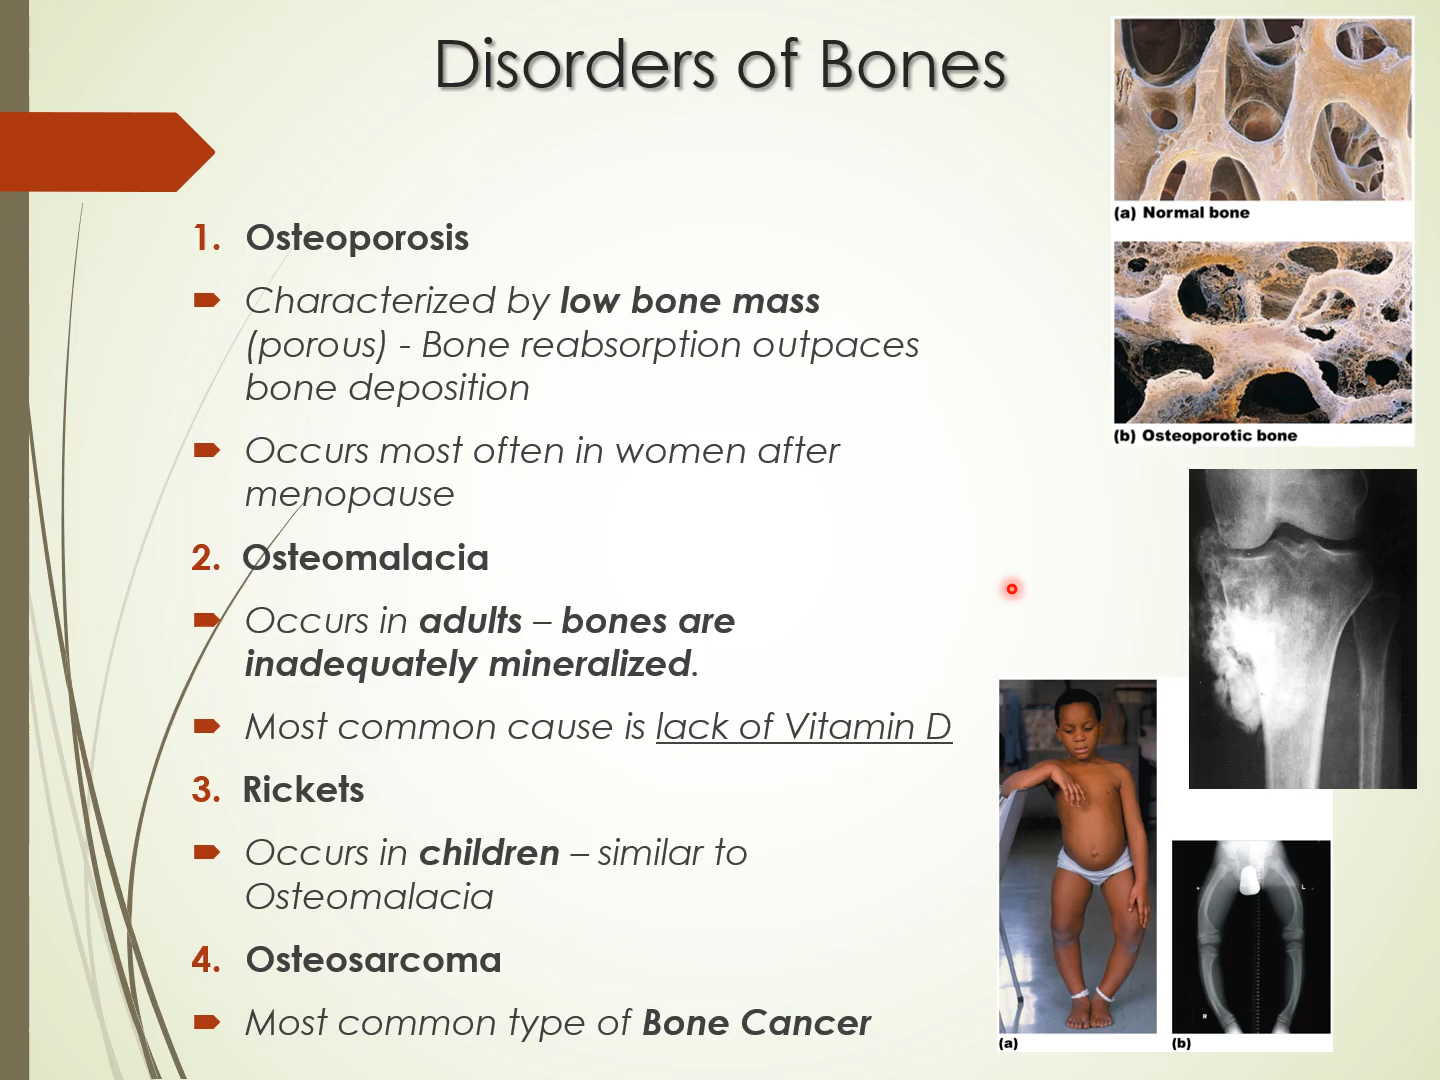 Disorders of Bones
1. Osteoporosis
Characterized by low bone mass
(porous) - Bone reabsorption outpaces
bone deposition
Occurs most often in women after
menopause
2. Osteomalacia
Occurs in adults – bones are
inadequately mineralized.
Most common cause is lack of Vitamin D
3. Rickets
Occurs in children – similar to
Osteomalacia
4. Osteosarcoma
Most common type of Bone Cancer
(a) Normal bone
(b) Osteoporotic bone
(a)
L
R
(b)